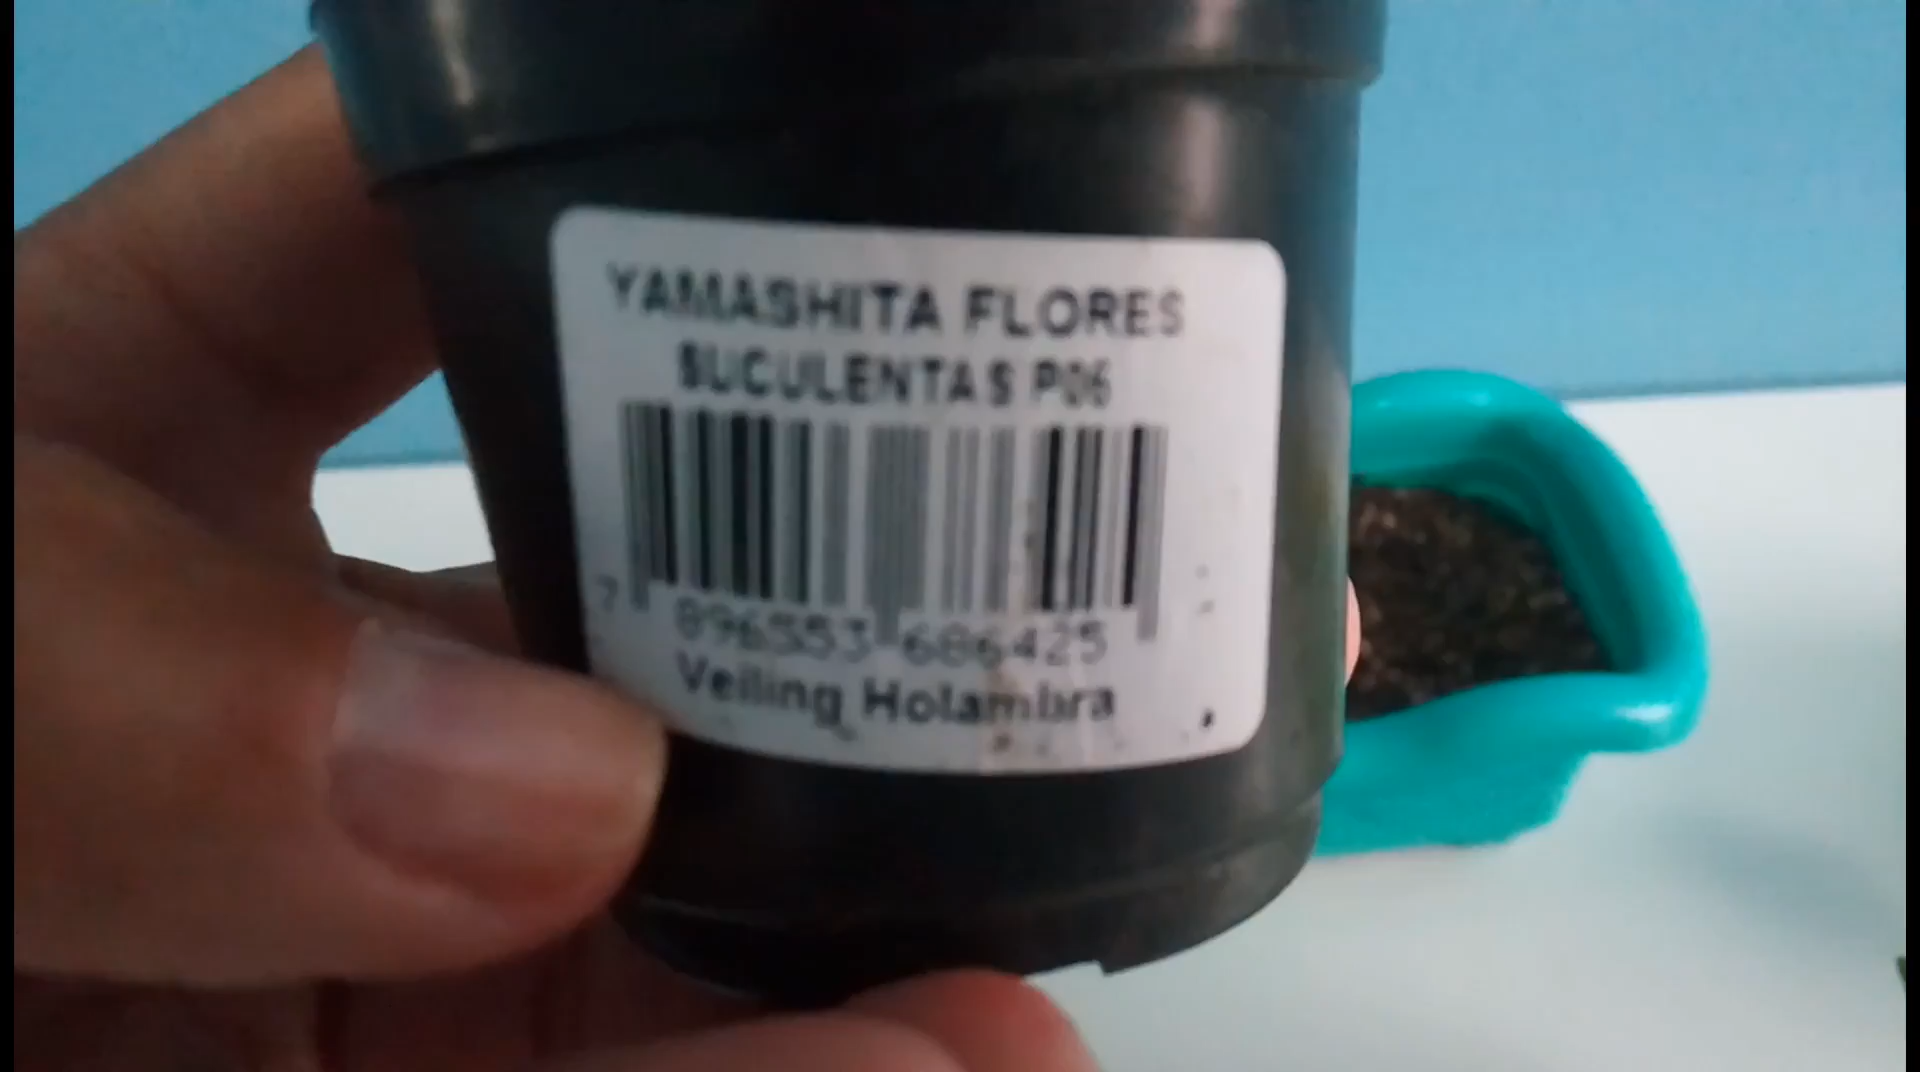 YAMASHITA FLORES
SUCULENTAS P06
7 896553 686425
Veiling Holambra